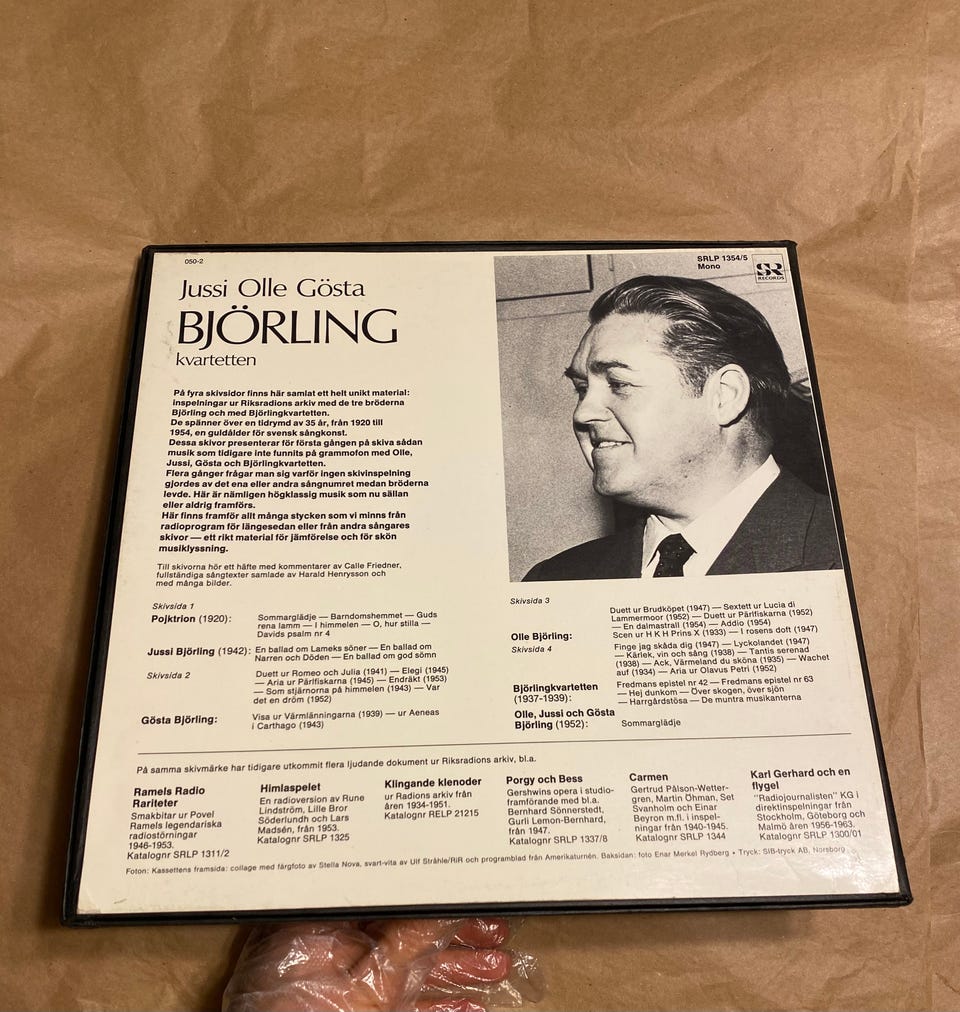 050-2
SRLP 1354/5
Mono
SR
RECORDS
Jussi Olle Gösta
BJÖRLING
kvartetten
På fyra skivsidor finns här samlat ett helt unikt material:
inspelningar ur Riksradions arkiv med de tre bröderna
Björling och med Björlingkvartetten.
De spänner över en tidrymd av 35 år, från 1920 till
1954, en guldålder för svensk sångkonst.
Dessa skivor presenterar för första gången på skiva sådan
musik som tidigare inte funnits på grammofon med Olle,
Jussi, Gösta och Björlingkvartetten.
Flera gånger frågar man sig varför ingen skivinspelning
gjordes av det ena eller andra sångnumret medan bröderna
levde. Här är nämligen högklassig musik som nu sällan
eller aldrig framförs.
Här finns framför allt många stycken som vi minns från
radioprogram för längesedan eller från andra sångares
skivor — ett rikt material för jämförelse och för skön
musiklyssning.
Till skivorna hör ett häfte med kommentarer av Calle Friedner,
fullständiga sångtexter samlade av Harald Henrysson och
med många bilder.
Skivsida 1
Pojktrion (1920): Sommarglädje — Barndomshemmet — Guds
rena lamm — I himmelen — O, hur stilla —
Davids psalm nr 4
Jussi Björling (1942): En ballad om Lameks söner — En ballad om
Narren och Döden — En ballad om god sömn
Skivsida 2
Duett ur Romeo och Julia (1941) — Elegi (1945)
— Aria ur Pärlfiskarna (1945) — Endräkt (1953)
— Som stjärnorna på himmelen (1943) — Var
det en dröm (1952)
Gösta Björling: Visa ur Värmlänningarna (1939) — ur Aeneas
i Carthago (1943)
Skivsida 3
Duett ur Brudköpet (1947) — Sextett ur Lucia di
Lammermoor (1952) — Duett ur Pärlfiskarna (1952)
— En dalmastrall (1954) — Addio (1954)
Olle Björling: Scen ur H K H Prins X (1933) — I rosens doft (1947)
Skivsida 4
Finge jag skåda dig (1947) — Lyckolandet (1947)
— Kärlek, vin och sång (1938) — Tantis serenad
(1938) — Ack, Värmeland du sköna (1935) — Wachet
auf (1934) — Aria ur Olavus Petri (1952)
Björlingkvartetten
(1937-1939): Fredmans epistel nr 42 — Fredmans epistel nr 63
— Hej dunkom — Över skogen, över sjön
— Harrgårdstösa — De muntra musikanterna
Olle, Jussi och Gösta
Björling (1952): Sommarglädje
På samma skivmärke har tidigare utkommit flera ljudande dokument ur Riksradions arkiv, bl.a.
Ramels Radio
Rariteter
Smakbitar ur Povel
Ramels legendariska
radiostörningar
1946-1953.
Katalognr SRLP 1311/2
Himlaspelet
En radioversion av Rune
Lindström, Lille Bror
Söderlundh och Lars
Madsén, från 1953.
Katalognr SRLP 1325
Klingande klenoder
ur Radions arkiv från
åren 1934-1951.
Katalognr RELP 21215
Porgy och Bess
Gershwins opera i studio-
framförande med bl.a.
Bernhard Sönnerstedt,
Gurli Lemon-Bernhard,
från 1947.
Katalognr SRLP 1337/8
Carmen
Gertrud Pålson-Wetter-
gren, Martin Öhman, Set
Svanholm och Einar
Beyron m.fl. i inspel-
ningar från 1940-1945.
Katalognr SRLP 1344
Karl Gerhard och en
flygel
"Radiojournalisten" KG i
direktinspelningar från
Stockholm, Göteborg och
Malmö åren 1956-1963.
Katalognr SRLP 1300/01
Foton: Kassettens framsida: collage med färgfoto av Stella Nova, svart-vita av Ulf Stråhle/RIR och programblad från Amerikaturnén. Baksidan: foto Enar Merkel Rydberg • Tryck: SIB-tryck AB, Norsborg